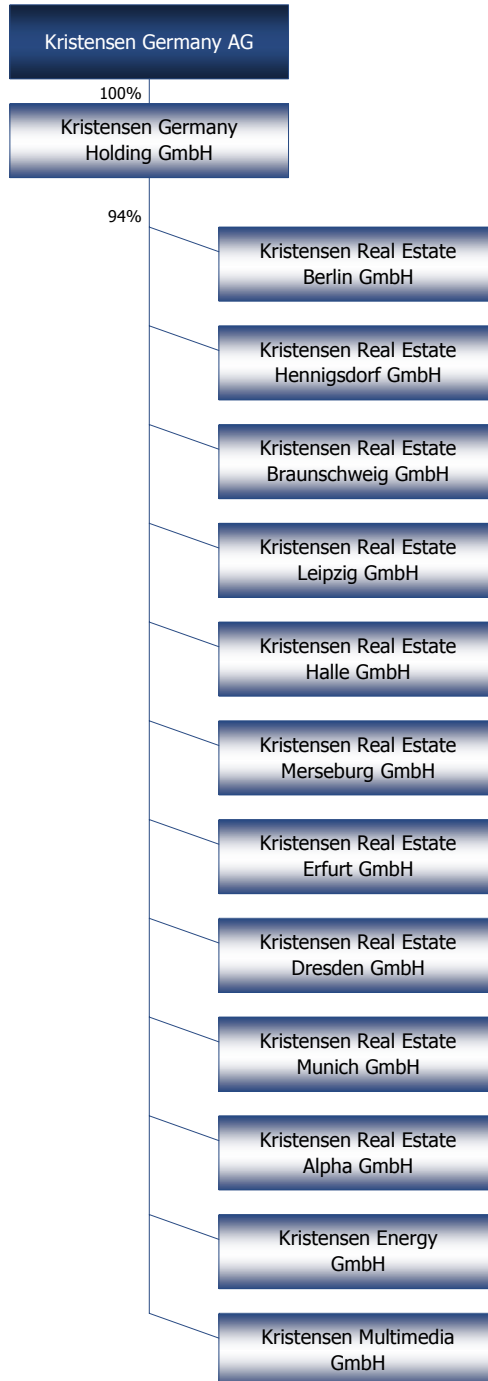 Kristensen Germany AG
100%
Kristensen Germany
Holding GmbH
94%
Kristensen Real Estate
Berlin GmbH
Kristensen Real Estate
Hennigsdorf GmbH
Kristensen Real Estate
Braunschweig GmbH
Kristensen Real Estate
Leipzig GmbH
Kristensen Real Estate
Halle GmbH
Kristensen Real Estate
Merseburg GmbH
Kristensen Real Estate
Erfurt GmbH
Kristensen Real Estate
Dresden GmbH
Kristensen Real Estate
Munich GmbH
Kristensen Real Estate
Alpha GmbH
Kristensen Energy
GmbH
Kristensen Multimedia
GmbH